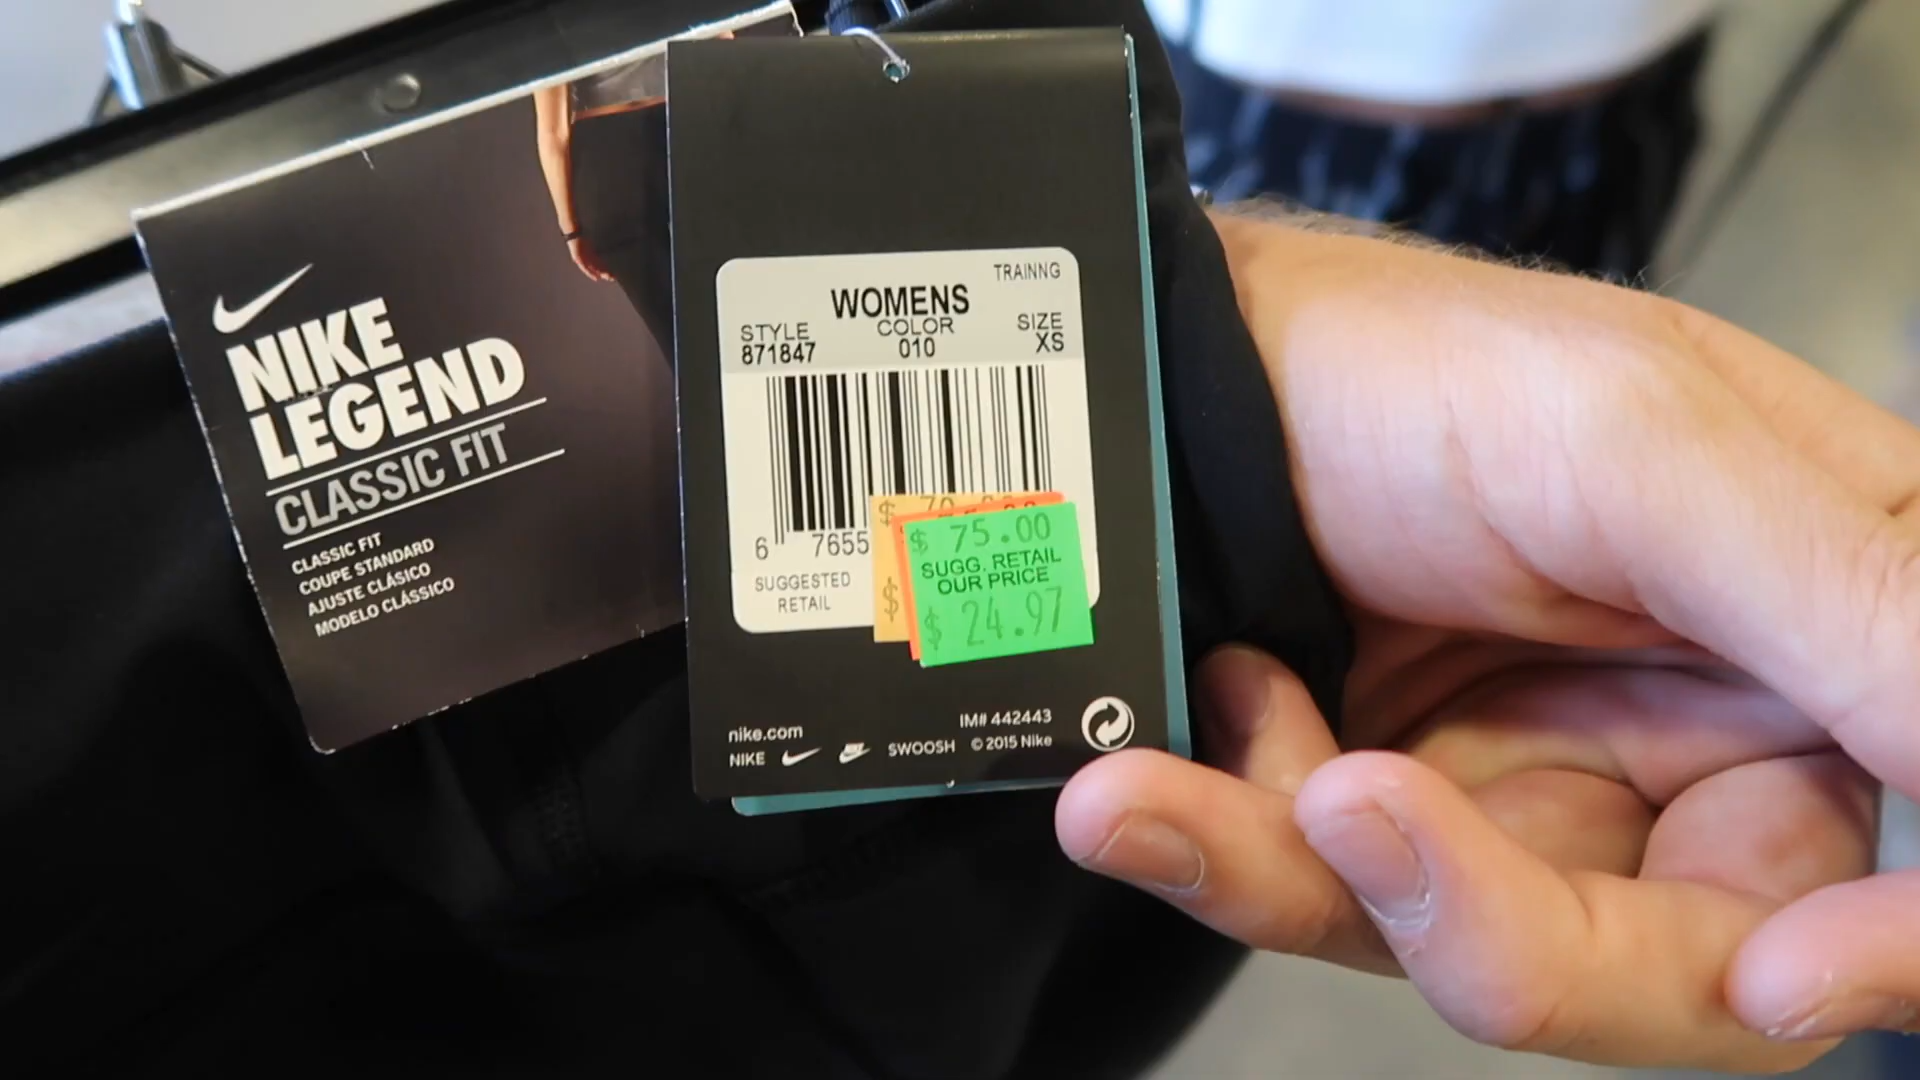 NIKE
LEGEND
CLASSIC FIT
CLASSIC FIT
COUPE STANDARD
AJUSTE CLÁSICO
MODELO CLÁSSICO
TRAINNG
WOMENS
STYLE COLOR SIZE
871847 010 XS
6 7655
SUGGESTED
RETAIL
$ 70
$
$ 75.00
SUGG. RETAIL
OUR PRICE
$ 24.97
nike.com IM# 442443
NIKE SWOOSH © 2015 Nike